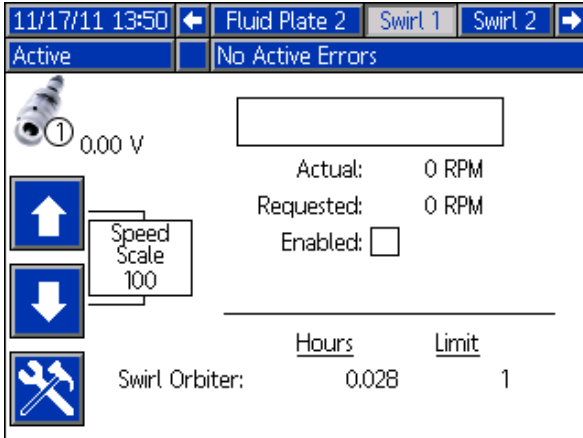 11/17/11 13:50 Fluid Plate 2 Swirl 1 Swirl 2
Active No Active Errors
1 0.00 V
Actual: 0 RPM
Requested: 0 RPM
Enabled:
Speed
Scale
100
Hours Limit
Swirl Orbiter: 0.028 1